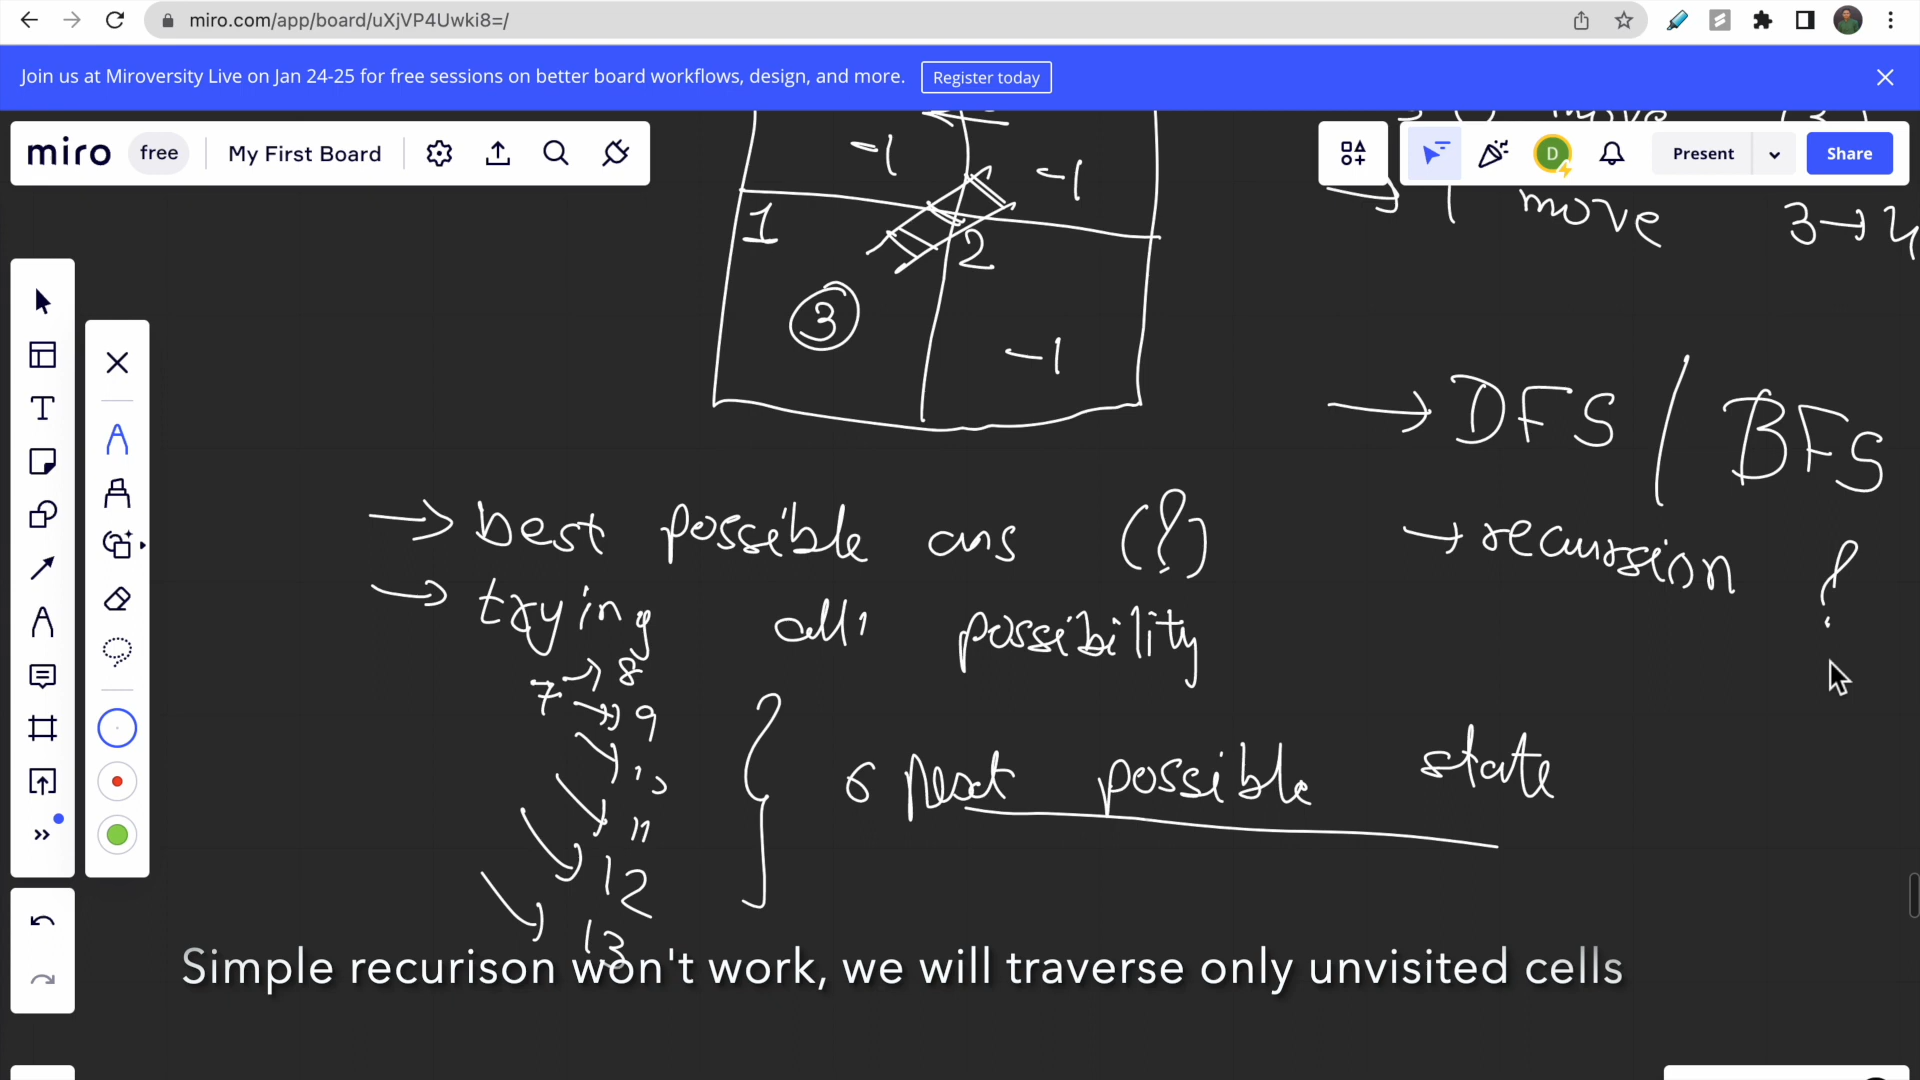 miro.com/app/board/uXjVP4Uwki8=/
Join us at Miroversity Live on Jan 24-25 for free sessions on better board workflows, design, and more. Register today
miro free My First Board
D Present Share
-1 -1
→ 1 move 3→4
1 2
3
-1
→ DFS / BFS
→ best possible ans (?)
→ recursion ?
→ trying all possibility
7 → 8
→ 9
11
12
13
6 next possible state
Simple recurison won't work, we will traverse only unvisited cells